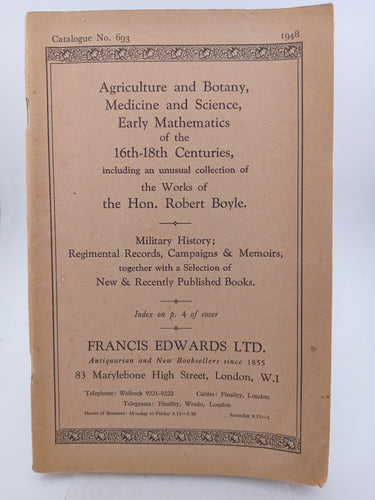 Catalogue No. 693 1948
Agriculture and Botany,
Medicine and Science,
Early Mathematics
of the
16th-18th Centuries,
including an unusual collection of
the Works of
the Hon. Robert Boyle.
Military History;
Regimental Records, Campaigns & Memoirs,
together with a Selection of
New & Recently Published Books.
Index on p. 4 of cover
FRANCIS EDWARDS LTD.
Antiquarian and New Booksellers since 1855
83 Marylebone High Street, London, W.1
Telephone: Welbeck 9221-9222 Cables: Finality, London
Telegrams: Finality, Wesdo, London
Hours of Business: Monday to Friday 9.15—5.30 Saturday 9.15—1